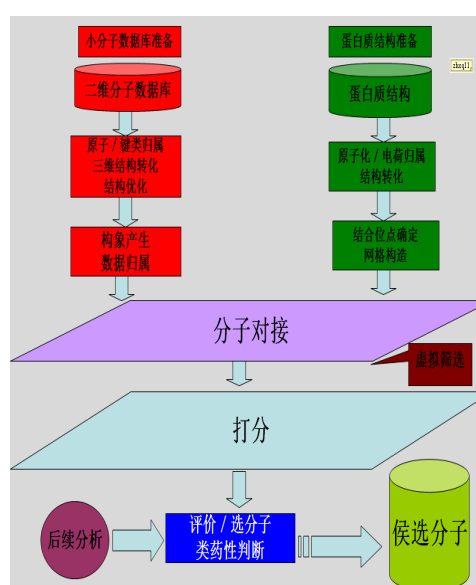 小分子数据库准备
蛋白质结构准备
zkzq11,
二维分子数据库
蛋白质结构
原子/键类归属
三维结构转化
结构优化
原子化/电荷归属
结构转化
构象产生
数据归属
结合位点确定
网格构造
分子对接
虚拟筛选
打分
后续分析
评价/选分子
类药性判断
侯选分子